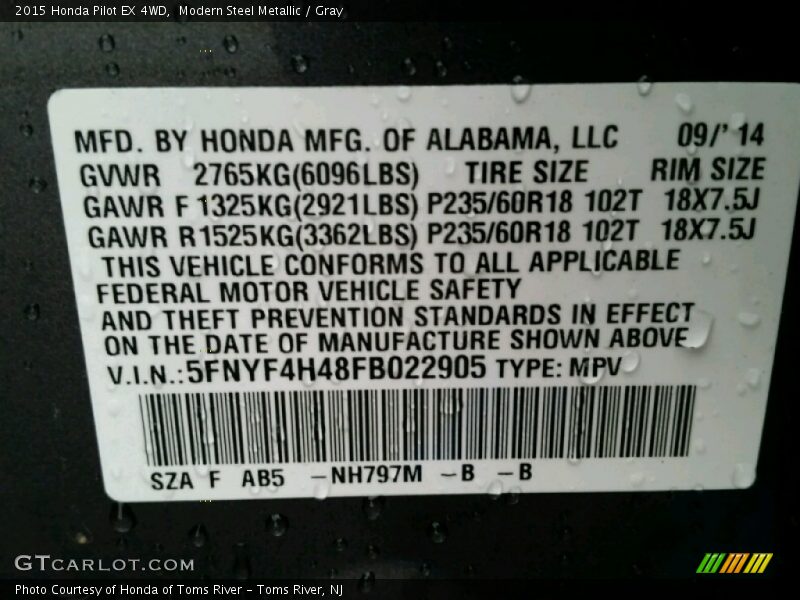 2015 Honda Pilot EX 4WD,  Modern Steel Metallic / Gray
MFD. BY HONDA MFG. OF ALABAMA, LLC 09/'14
GVWR 2765KG(6096LBS) TIRE SIZE RIM SIZE
GAWR F 1325KG(2921LBS) P235/60R18 102T 18X7.5J
GAWR R 1525KG(3362LBS) P235/60R18 102T 18X7.5J
THIS VEHICLE CONFORMS TO ALL APPLICABLE
FEDERAL MOTOR VEHICLE SAFETY
AND THEFT PREVENTION STANDARDS IN EFFECT
ON THE DATE OF MANUFACTURE SHOWN ABOVE
V.I.N.:5FNYF4H48FB022905 TYPE: MPV
SZA F AB5 -NH797M -B -B
GTCARLOT.COM
Photo Courtesy of Honda of Toms River - Toms River, NJ